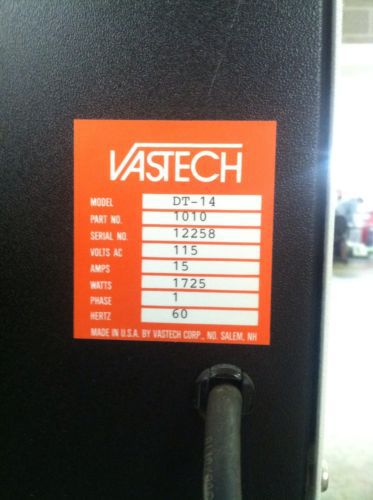 VASTECH
MODEL DT-14
PART NO. 1010
SERIAL NO. 12258
VOLTS AC 115
AMPS 15
WATTS 1725
PHASE 1
HERTZ 60
MADE IN U.S.A. BY VASTECH CORP., NO. SALEM, NH